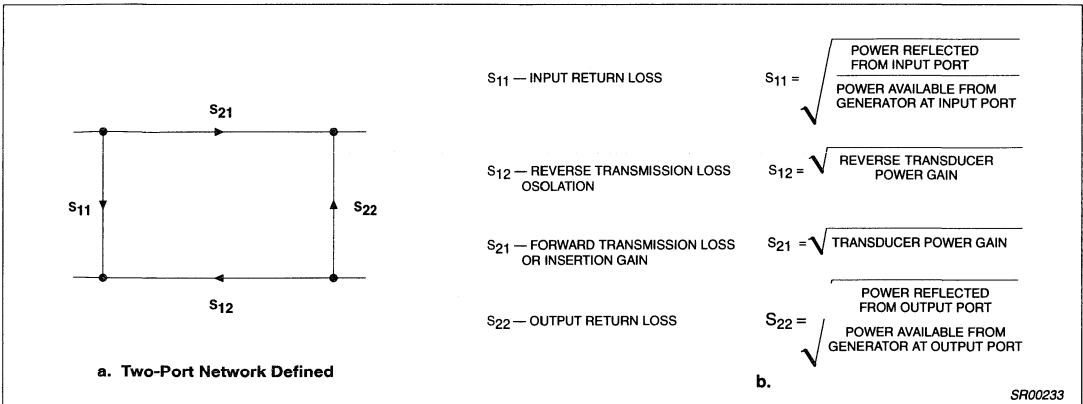 S21
S11
S22
S12
a. Two-Port Network Defined
S11 — INPUT RETURN LOSS
S11 = √ POWER REFLECTED
FROM INPUT PORT
POWER AVAILABLE FROM
GENERATOR AT INPUT PORT
S12 — REVERSE TRANSMISSION LOSS
OSOLATION
S12 = √ REVERSE TRANSDUCER
POWER GAIN
S21 — FORWARD TRANSMISSION LOSS
OR INSERTION GAIN
S21 = √ TRANSDUCER POWER GAIN
S22 — OUTPUT RETURN LOSS
S22 = √ POWER REFLECTED
FROM OUTPUT PORT
POWER AVAILABLE FROM
GENERATOR AT OUTPUT PORT
b.
SR00233